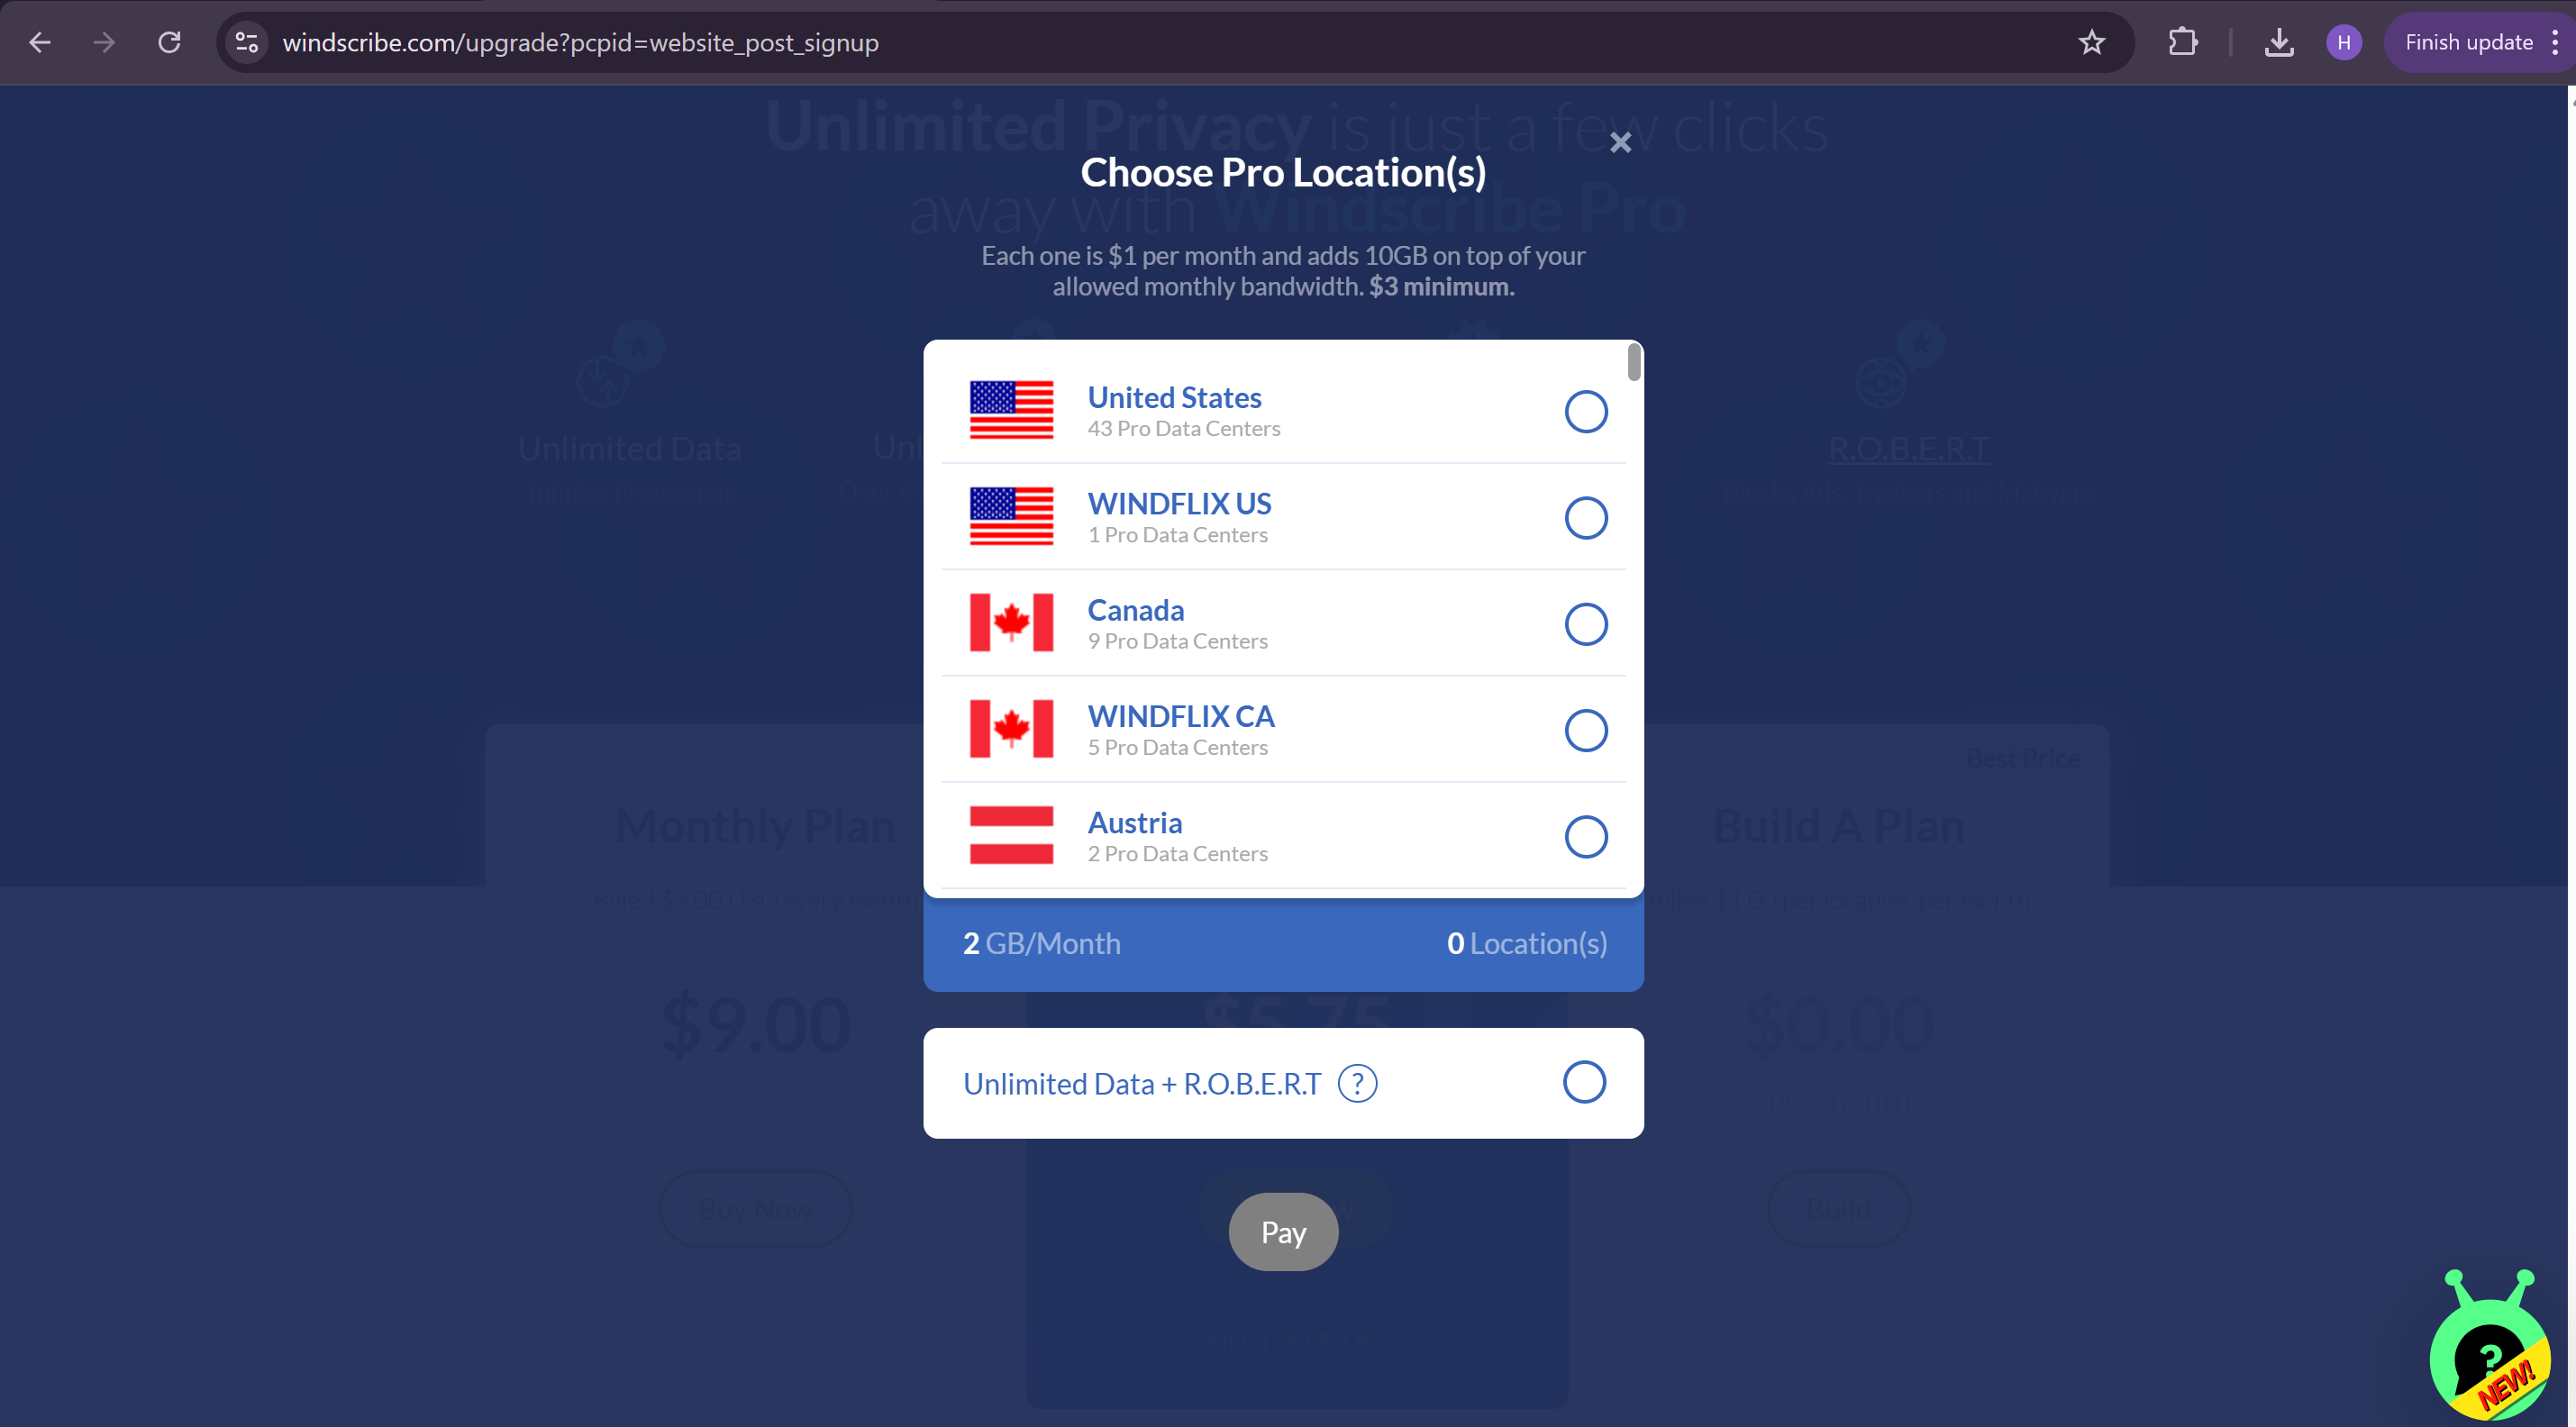 windscribe.com/upgrade?pcpid=website_post_signup
H
Finish update
Unlimited Privacy is just a few clicks
away with Windscribe Pro
Choose Pro Location(s)
Each one is $1 per month and adds 10GB on top of your
allowed monthly bandwidth. $3 minimum.
Unlimited Data
Infinite Protection
R.O.B.E.R.T
Blocks Ads, Trackers and Malware
United States
43 Pro Data Centers
WINDFLIX US
1 Pro Data Centers
Canada
9 Pro Data Centers
WINDFLIX CA
5 Pro Data Centers
Austria
2 Pro Data Centers
2 GB/Month
0 Location(s)
Unlimited Data + R.O.B.E.R.T ?
Pay
Monthly Plan
Billed $9.00 USD every month
$9.00
Buy Now
$5.75
MOST POPULAR
Best Price
Build A Plan
Billed $1.00 per location, per month
$0.00
per month
Build
?
NEW!